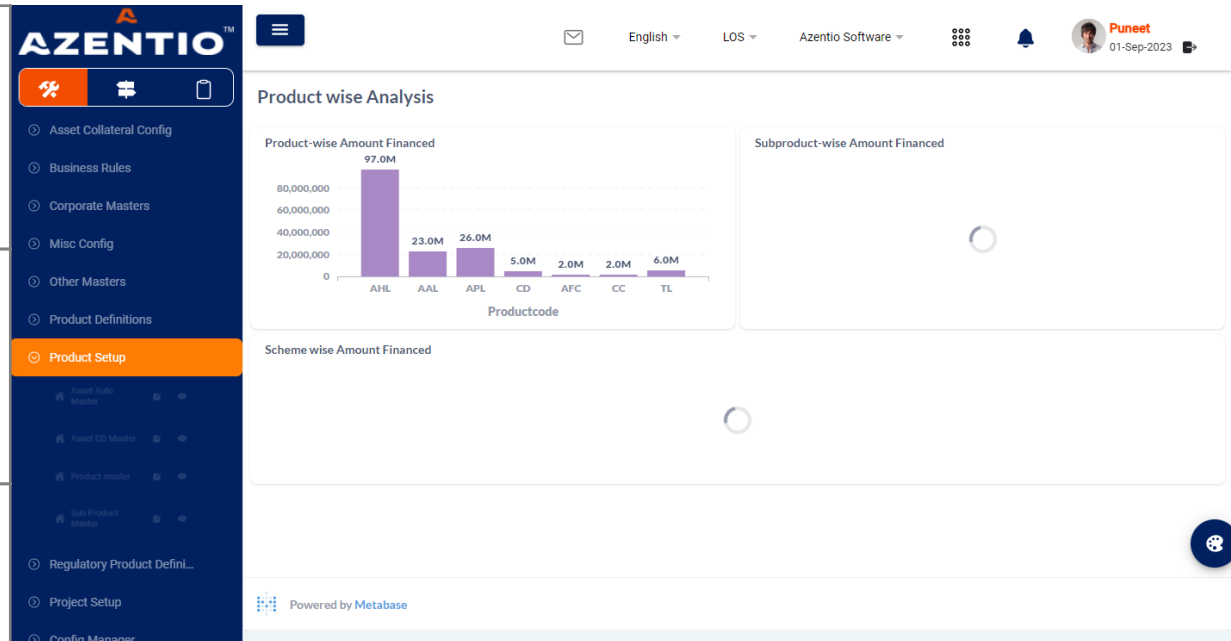 AZENTIO™
English
LOS
Azentio Software
Puneet
01-Sep-2023
Asset Collateral Config
Business Rules
Corporate Masters
Misc Config
Other Masters
Product Definitions
Product Setup
Asset Auto
Master
Asset CD Master
Product master
Sub Product
Master
Regulatory Product Defini...
Project Setup
Config Manager
Product wise Analysis
Product-wise Amount Financed
97.0M
80,000,000
60,000,000
40,000,000
20,000,000
0
23.0M
26.0M
5.0M
2.0M
2.0M
6.0M
AHL AAL APL CD AFC CC TL
Productcode
Subproduct-wise Amount Financed
Scheme wise Amount Financed
Powered by Metabase